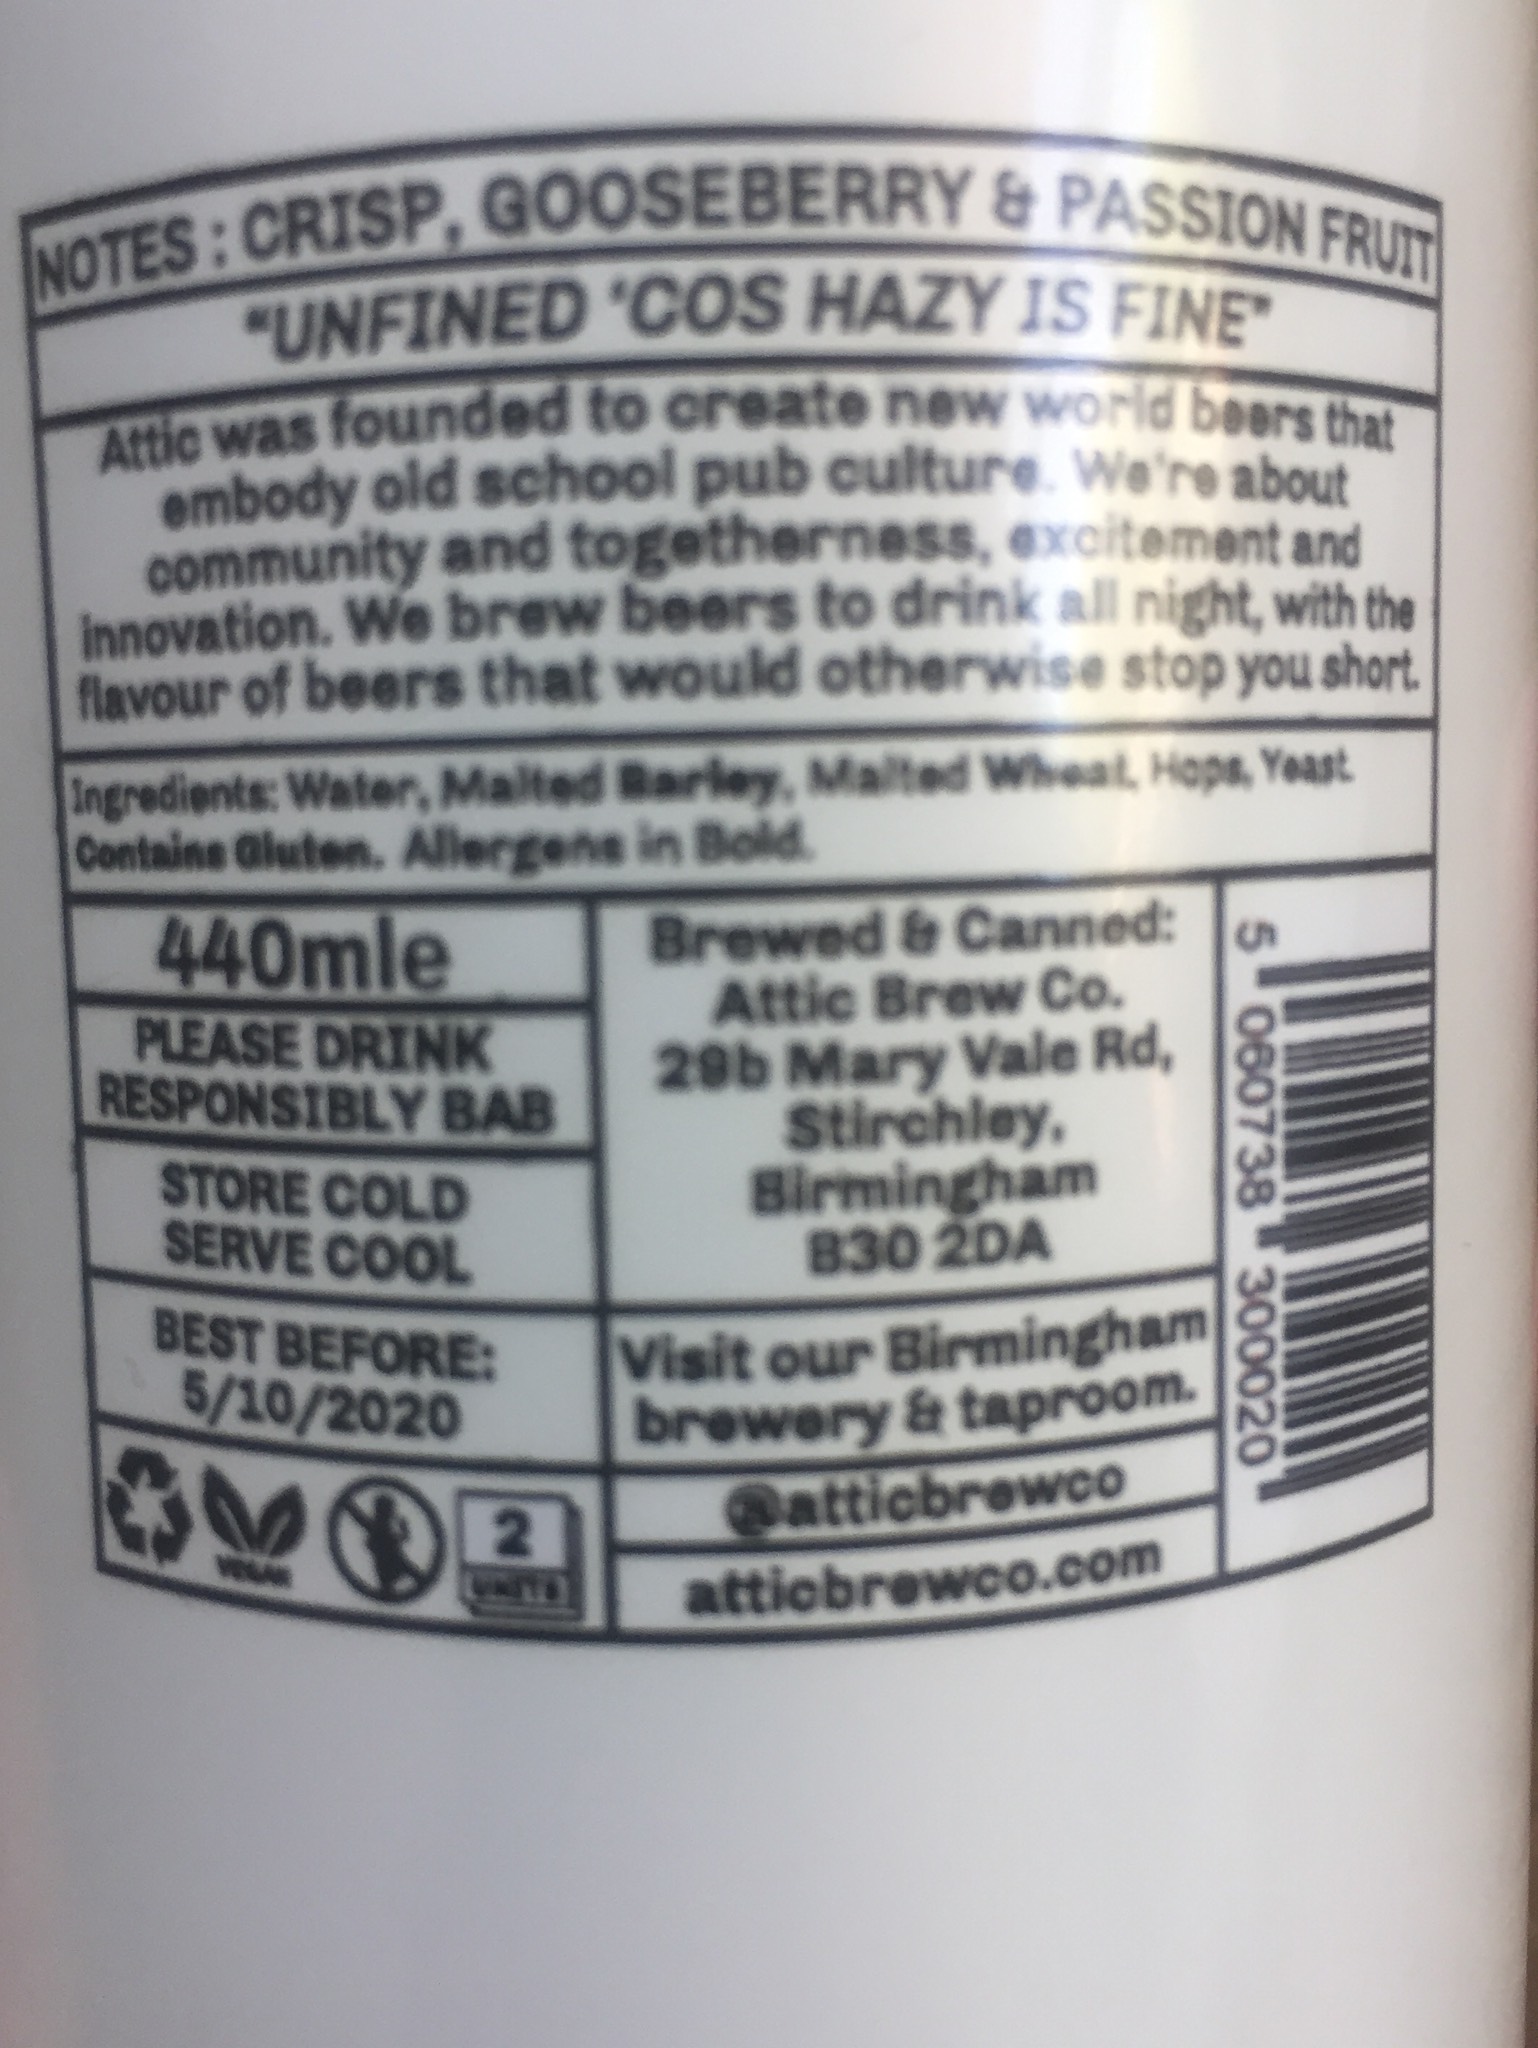 NOTES : CRISP, GOOSEBERRY & PASSION FRUIT
"UNFINED 'COS HAZY IS FINE"
Attic was founded to create new world beers that
embody old school pub culture. We're about
community and togetherness, excitement and
innovation. We brew beers to drink all night, with the
flavour of beers that would otherwise stop you short.
Ingredients: Water, Malted Barley, Malted Wheat, Hops, Yeast.
Contains Gluten. Allergens in Bold.
440mle
PLEASE DRINK
RESPONSIBLY BAB
STORE COLD
SERVE COOL
BEST BEFORE:
5/10/2020
VEGAN
2
UNITS
Brewed & Canned:
Attic Brew Co.
29b Mary Vale Rd,
Stirchley,
Birmingham
B30 2DA
Visit our Birmingham
brewery & taproom.
@atticbrewco
atticbrewco.com
5 060738 300020